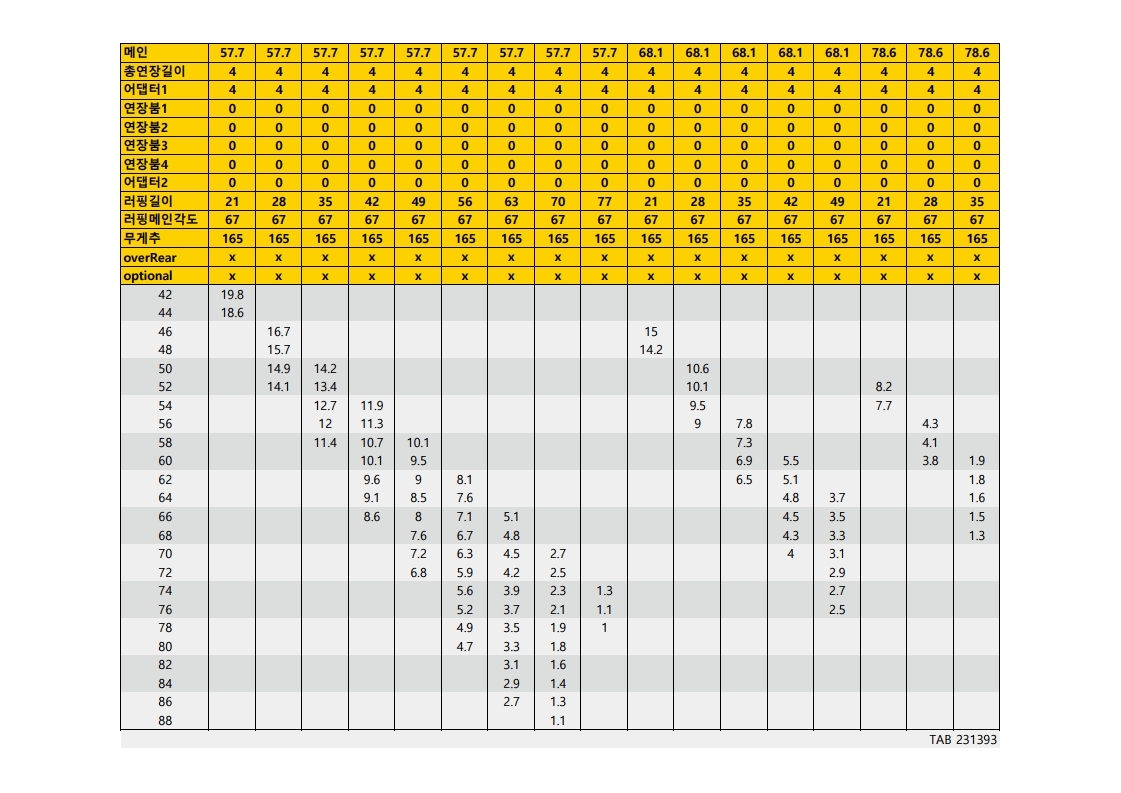 메인 57.7 57.7 57.7 57.7 57.7 57.7 57.7 57.7 57.7 68.1 68.1 68.1 68.1 68.1 78.6 78.6 78.6
총연장길이 4 4 4 4 4 4 4 4 4 4 4 4 4 4 4 4 4
어댑터1 4 4 4 4 4 4 4 4 4 4 4 4 4 4 4 4 4
연장붐1 0 0 0 0 0 0 0 0 0 0 0 0 0 0 0 0 0
연장붐2 0 0 0 0 0 0 0 0 0 0 0 0 0 0 0 0 0
연장붐3 0 0 0 0 0 0 0 0 0 0 0 0 0 0 0 0 0
연장붐4 0 0 0 0 0 0 0 0 0 0 0 0 0 0 0 0 0
어댑터2 0 0 0 0 0 0 0 0 0 0 0 0 0 0 0 0 0
러핑길이 21 28 35 42 49 56 63 70 77 21 28 35 42 49 21 28 35
러핑메인각도 67 67 67 67 67 67 67 67 67 67 67 67 67 67 67 67 67
무게추 165 165 165 165 165 165 165 165 165 165 165 165 165 165 165 165 165
overRear x x x x x x x x x x x x x x x x x
optional x x x x x x x x x x x x x x x x x
42 19.8
44 18.6
46 16.7 15
48 15.7 14.2
50 14.9 14.2 10.6
52 14.1 13.4 10.1 8.2
54 12.7 11.9 9.5 7.7
56 12 11.3 9 7.8 4.3
58 11.4 10.7 10.1 7.3 4.1
60 10.1 9.5 6.9 5.5 3.8 1.9
62 9.6 9 8.1 6.5 5.1 1.8
64 9.1 8.5 7.6 4.8 3.7 1.6
66 8.6 8 7.1 5.1 4.5 3.5 1.5
68 7.6 6.7 4.8 4.3 3.3 1.3
70 7.2 6.3 4.5 2.7 4 3.1
72 6.8 5.9 4.2 2.5 2.9
74 5.6 3.9 2.3 1.3 2.7
76 5.2 3.7 2.1 1.1 2.5
78 4.9 3.5 1.9 1
80 4.7 3.3 1.8
82 3.1 1.6
84 2.9 1.4
86 2.7 1.3
88 1.1
TAB 231393